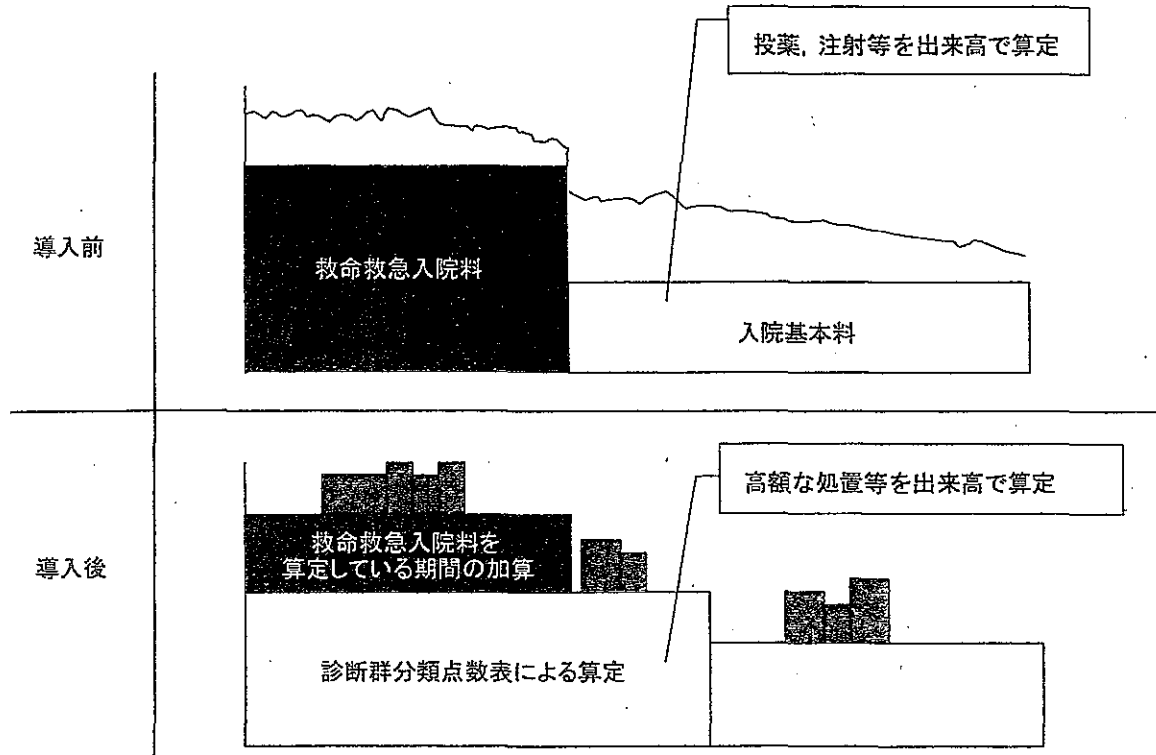 投薬，注射等を出来高で算定
導入前
救命救急入院料
入院基本料
高額な処置等を出来高で算定
導入後
救命救急入院料を
算定している期間の加算
診断群分類点数表による算定